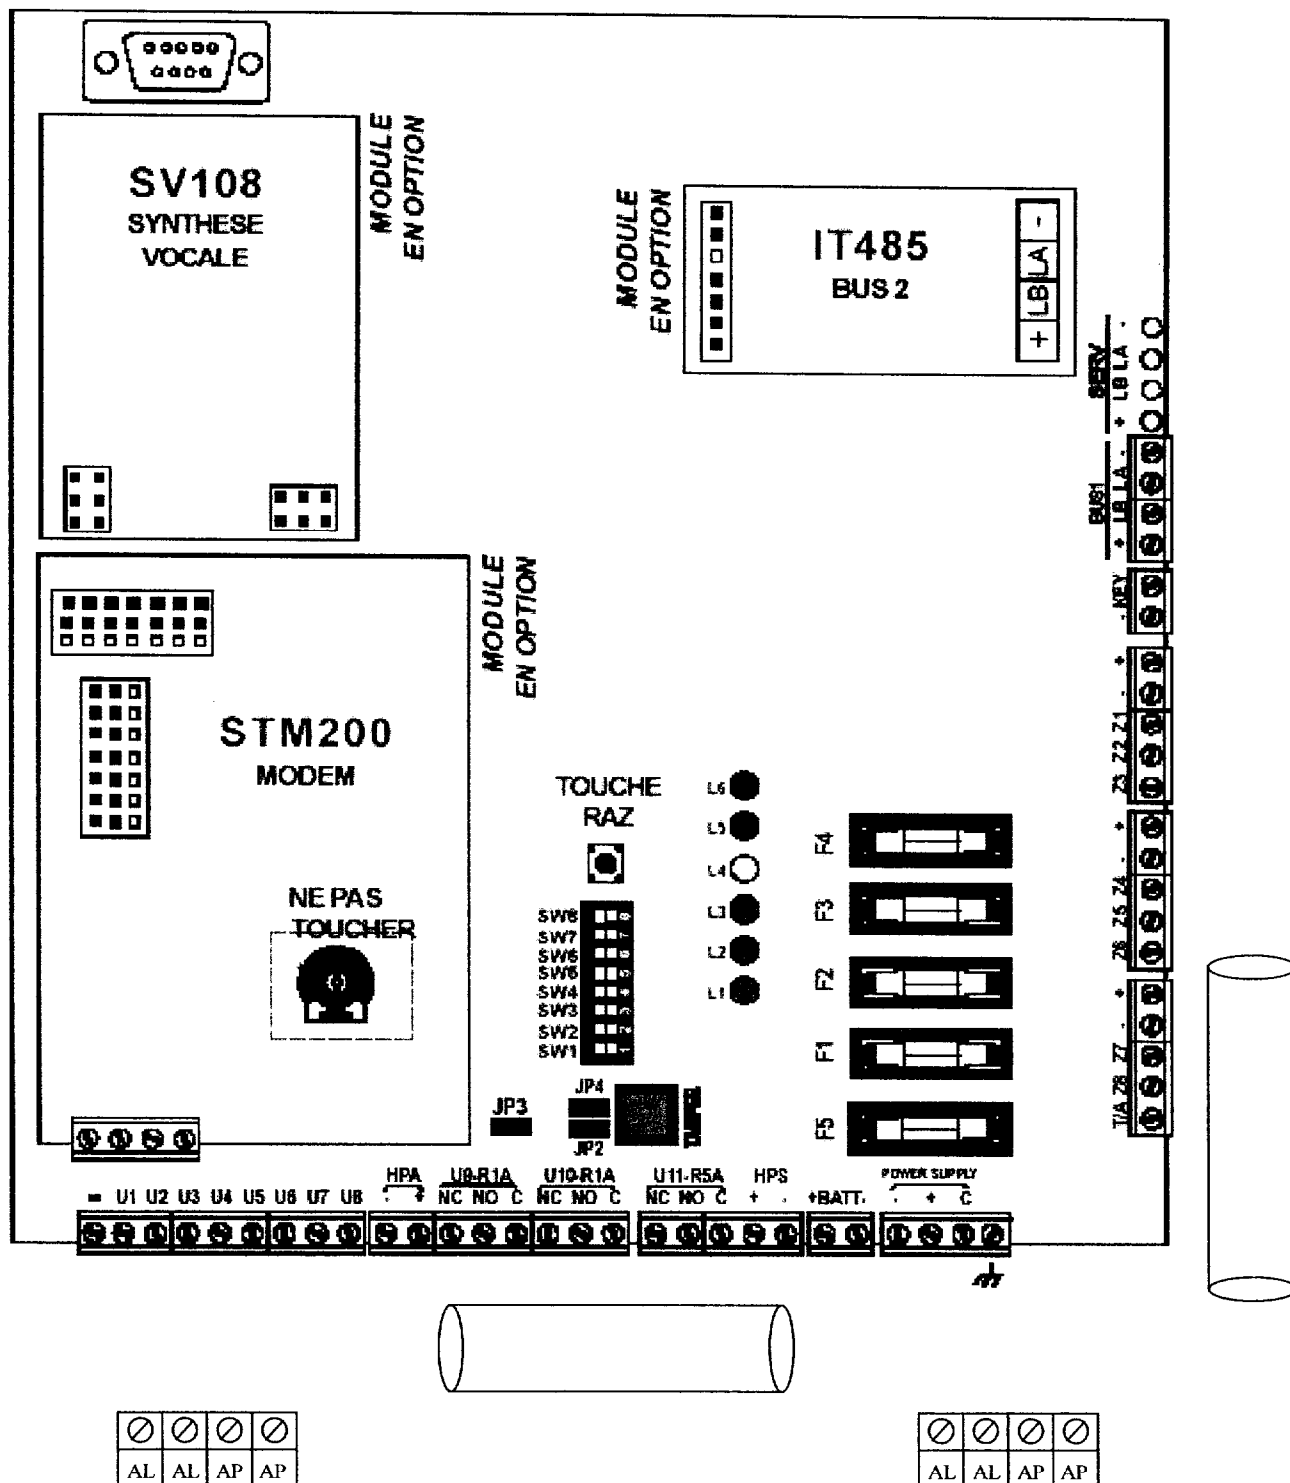 MODULE
EN OPTION
SV108
SYNTHESE
VOCALE
MODULE
EN OPTION
IT485
BUS 2
+ LB LA -
SERV
+ LB LA -
BUS1
+ LB LA -
- KEY
MODULE
EN OPTION
STM200
MODEM
NE PAS
TOUCHER
TOUCHE
RAZ
L6
L5
L4
L3
L2
L1
SW8
SW7
SW6
SW5
SW4
SW3
SW2
SW1
F4
F3
F2
F1
F5
Z3 Z2 Z1 - +
Z6 Z5 Z4 - +
T/A Z8 Z7 - +
JP3
JP4
JP2
HPA
- +
U9-R1A
NC NO C
U10-R1A
NC NO C
U11-R5A
NC NO C
HPS
+ -
+BATT-
POWER SUPPLY
- + C
- U1 U2 U3 U4 U5 U6 U7 U8
AL AL AP AP
AL AL AP AP